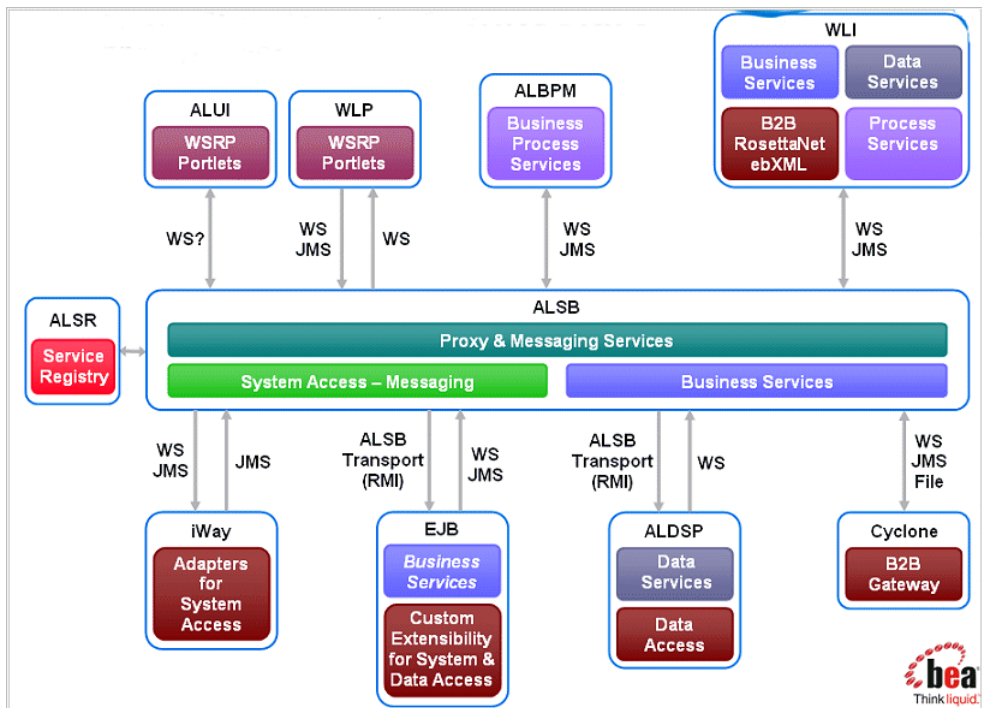 WLI
Business
Services
Data
Services
B2B
RosettaNet
ebXML
Process
Services
ALBPM
Business
Process
Services
ALUI
WSRP
Portlets
WLP
WSRP
Portlets
WS?
WS
JMS
WS
WS
JMS
WS
JMS
ALSR
Service
Registry
ALSB
Proxy & Messaging Services
System Access – Messaging
Business Services
WS
JMS
JMS
ALSB
Transport
(RMI)
WS
JMS
ALSB
Transport
(RMI)
WS
WS
JMS
File
iWay
Adapters
for
System
Access
EJB
Business
Services
Custom
Extensibility
for System &
Data Access
ALDSP
Data
Services
Data
Access
Cyclone
B2B
Gateway
bea
Think liquid.